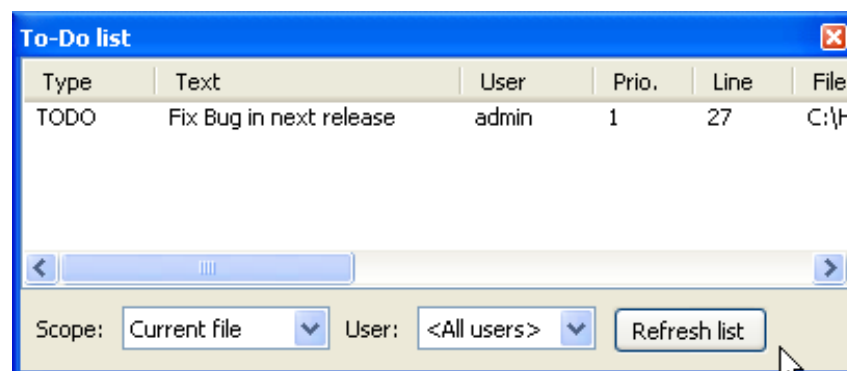 To-Do list
Type Text User Prio. Line File
TODO Fix Bug in next release admin 1 27 C:\H
Scope: Current file User: <All users> Refresh list